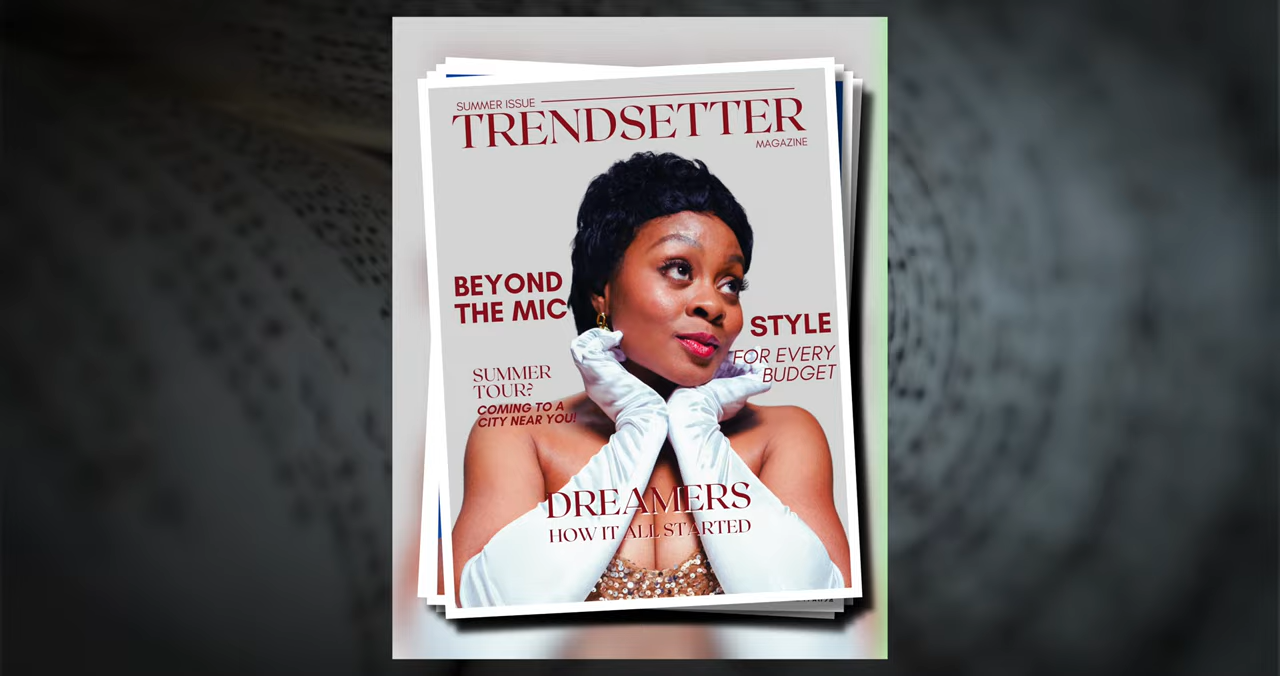 SUMMER ISSUE
TRENDSETTER
MAGAZINE
BEYOND
THE MIC
STYLE
FOR EVERY
BUDGET
SUMMER
TOUR?
COMING TO A
CITY NEAR YOU!
DREAMERS
HOW IT ALL STARTED